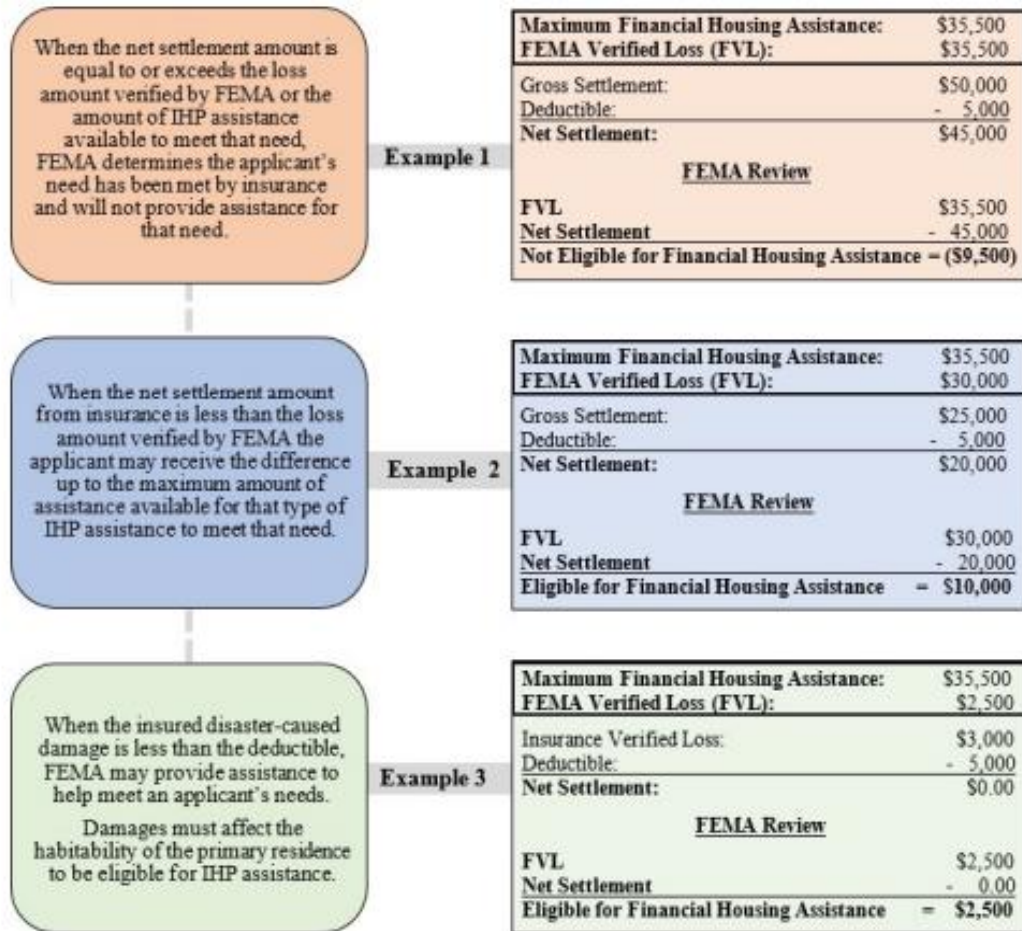 When the net settlement amount is
equal to or exceeds the loss
amount verified by FEMA or the
amount of IHP assistance
available to meet that need,
FEMA determines the applicant's
need has been met by insurance
and will not provide assistance for
that need.
Example 1
Maximum Financial Housing Assistance: $35,500
FEMA Verified Loss (FVL): $35,500
Gross Settlement: $50,000
Deductible: - 5,000
Net Settlement: $45,000
FEMA Review
FVL $35,500
Net Settlement - 45,000
Not Eligible for Financial Housing Assistance = ($9,500)
When the net settlement amount
from insurance is less than the loss
amount verified by FEMA the
applicant may receive the difference
up to the maximum amount of
assistance available for that type of
IHP assistance to meet that need.
Example 2
Maximum Financial Housing Assistance: $35,500
FEMA Verified Loss (FVL): $30,000
Gross Settlement: $25,000
Deductible: - 5,000
Net Settlement: $20,000
FEMA Review
FVL $30,000
Net Settlement - 20,000
Eligible for Financial Housing Assistance = $10,000
When the insured disaster-caused
damage is less than the deductible,
FEMA may provide assistance to
help meet an applicant's needs.
Damages must affect the
habitability of the primary residence
to be eligible for IHP assistance.
Example 3
Maximum Financial Housing Assistance: $35,500
FEMA Verified Loss (FVL): $2,500
Insurance Verified Loss: $3,000
Deductible: - 5,000
Net Settlement: $0.00
FEMA Review
FVL $2,500
Net Settlement - 0.00
Eligible for Financial Housing Assistance = $2,500